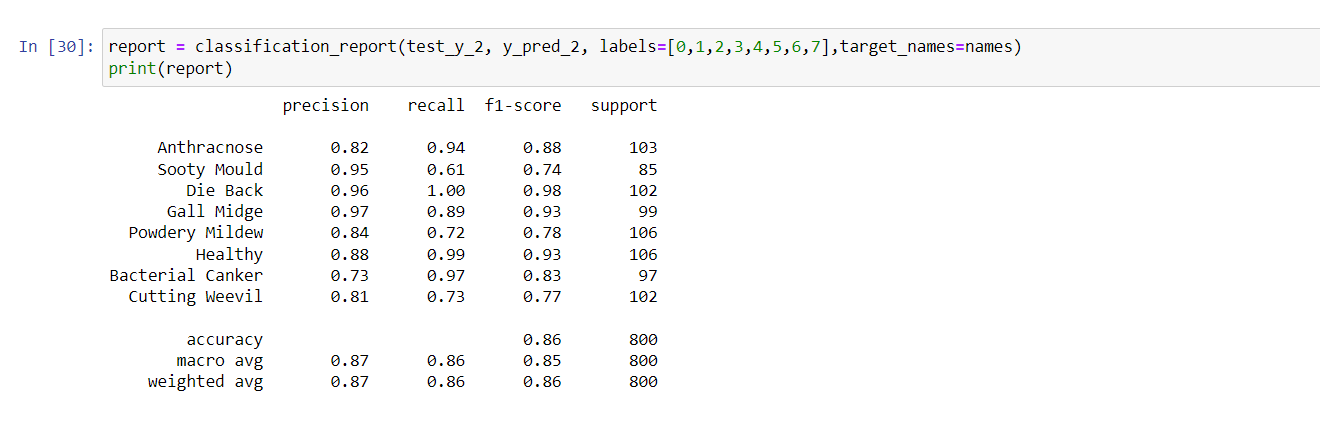 In [30]: report = classification_report(test_y_2, y_pred_2, labels=[0,1,2,3,4,5,6,7],target_names=names)
print(report)
precision recall f1-score support
Anthracnose 0.82 0.94 0.88 103
Sooty Mould 0.95 0.61 0.74 85
Die Back 0.96 1.00 0.98 102
Gall Midge 0.97 0.89 0.93 99
Powdery Mildew 0.84 0.72 0.78 106
Healthy 0.88 0.99 0.93 106
Bacterial Canker 0.73 0.97 0.83 97
Cutting Weevil 0.81 0.73 0.77 102
accuracy 0.86 800
macro avg 0.87 0.86 0.85 800
weighted avg 0.87 0.86 0.86 800